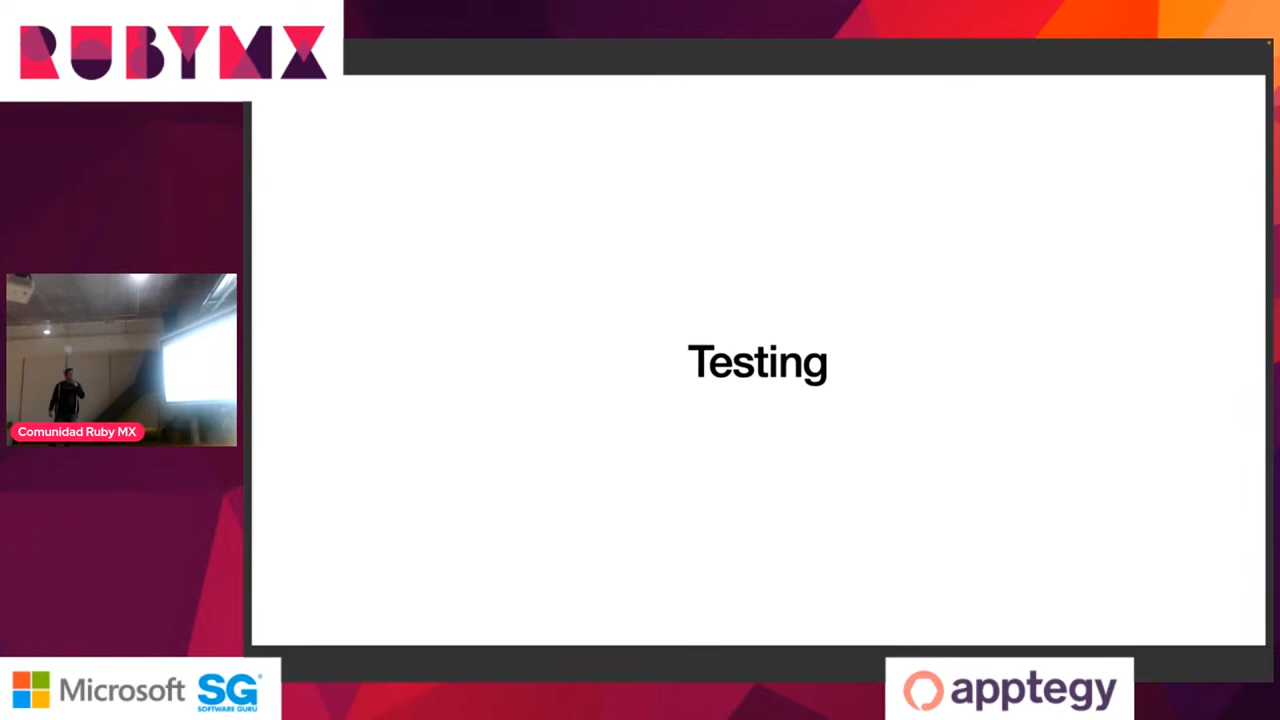 RUBYMX
Testing
Comunidad Ruby MX
Microsoft
SG
SOFTWARE GURU
apptegy